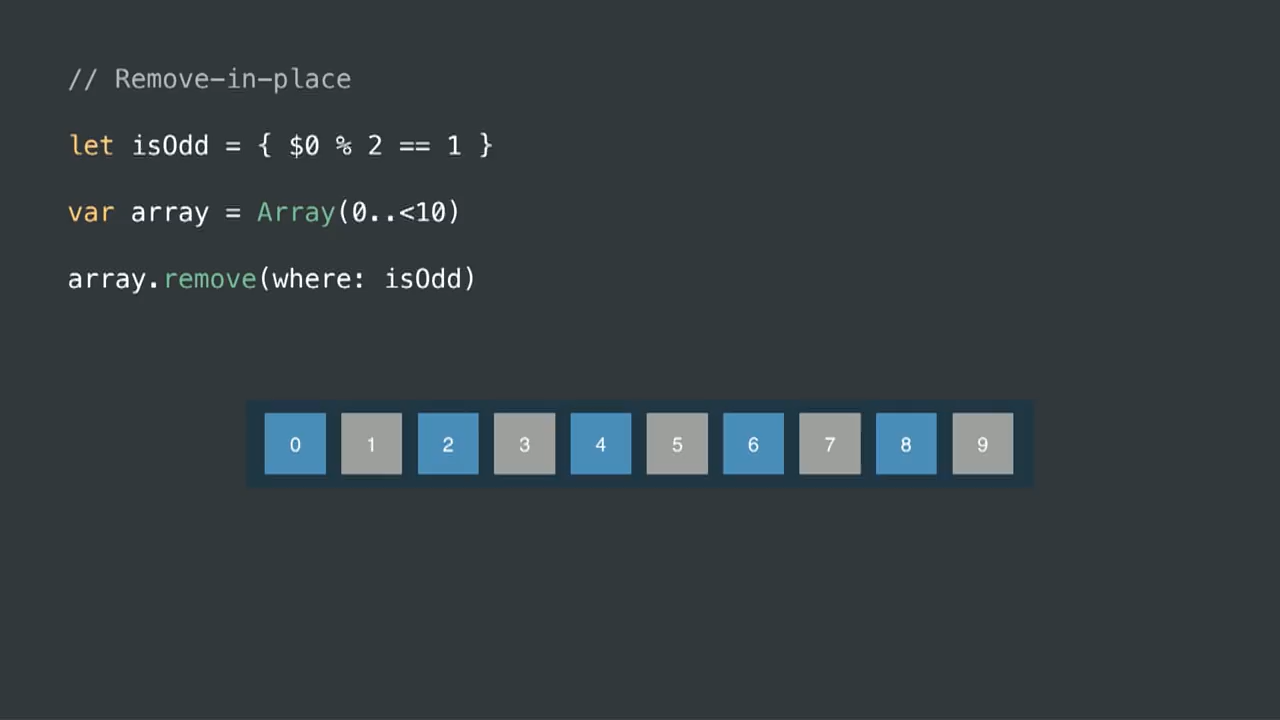 // Remove-in-place
let isOdd = { $0 % 2 == 1 }
var array = Array(0..<10)
array.remove(where: isOdd)
0 1 2 3 4 5 6 7 8 9